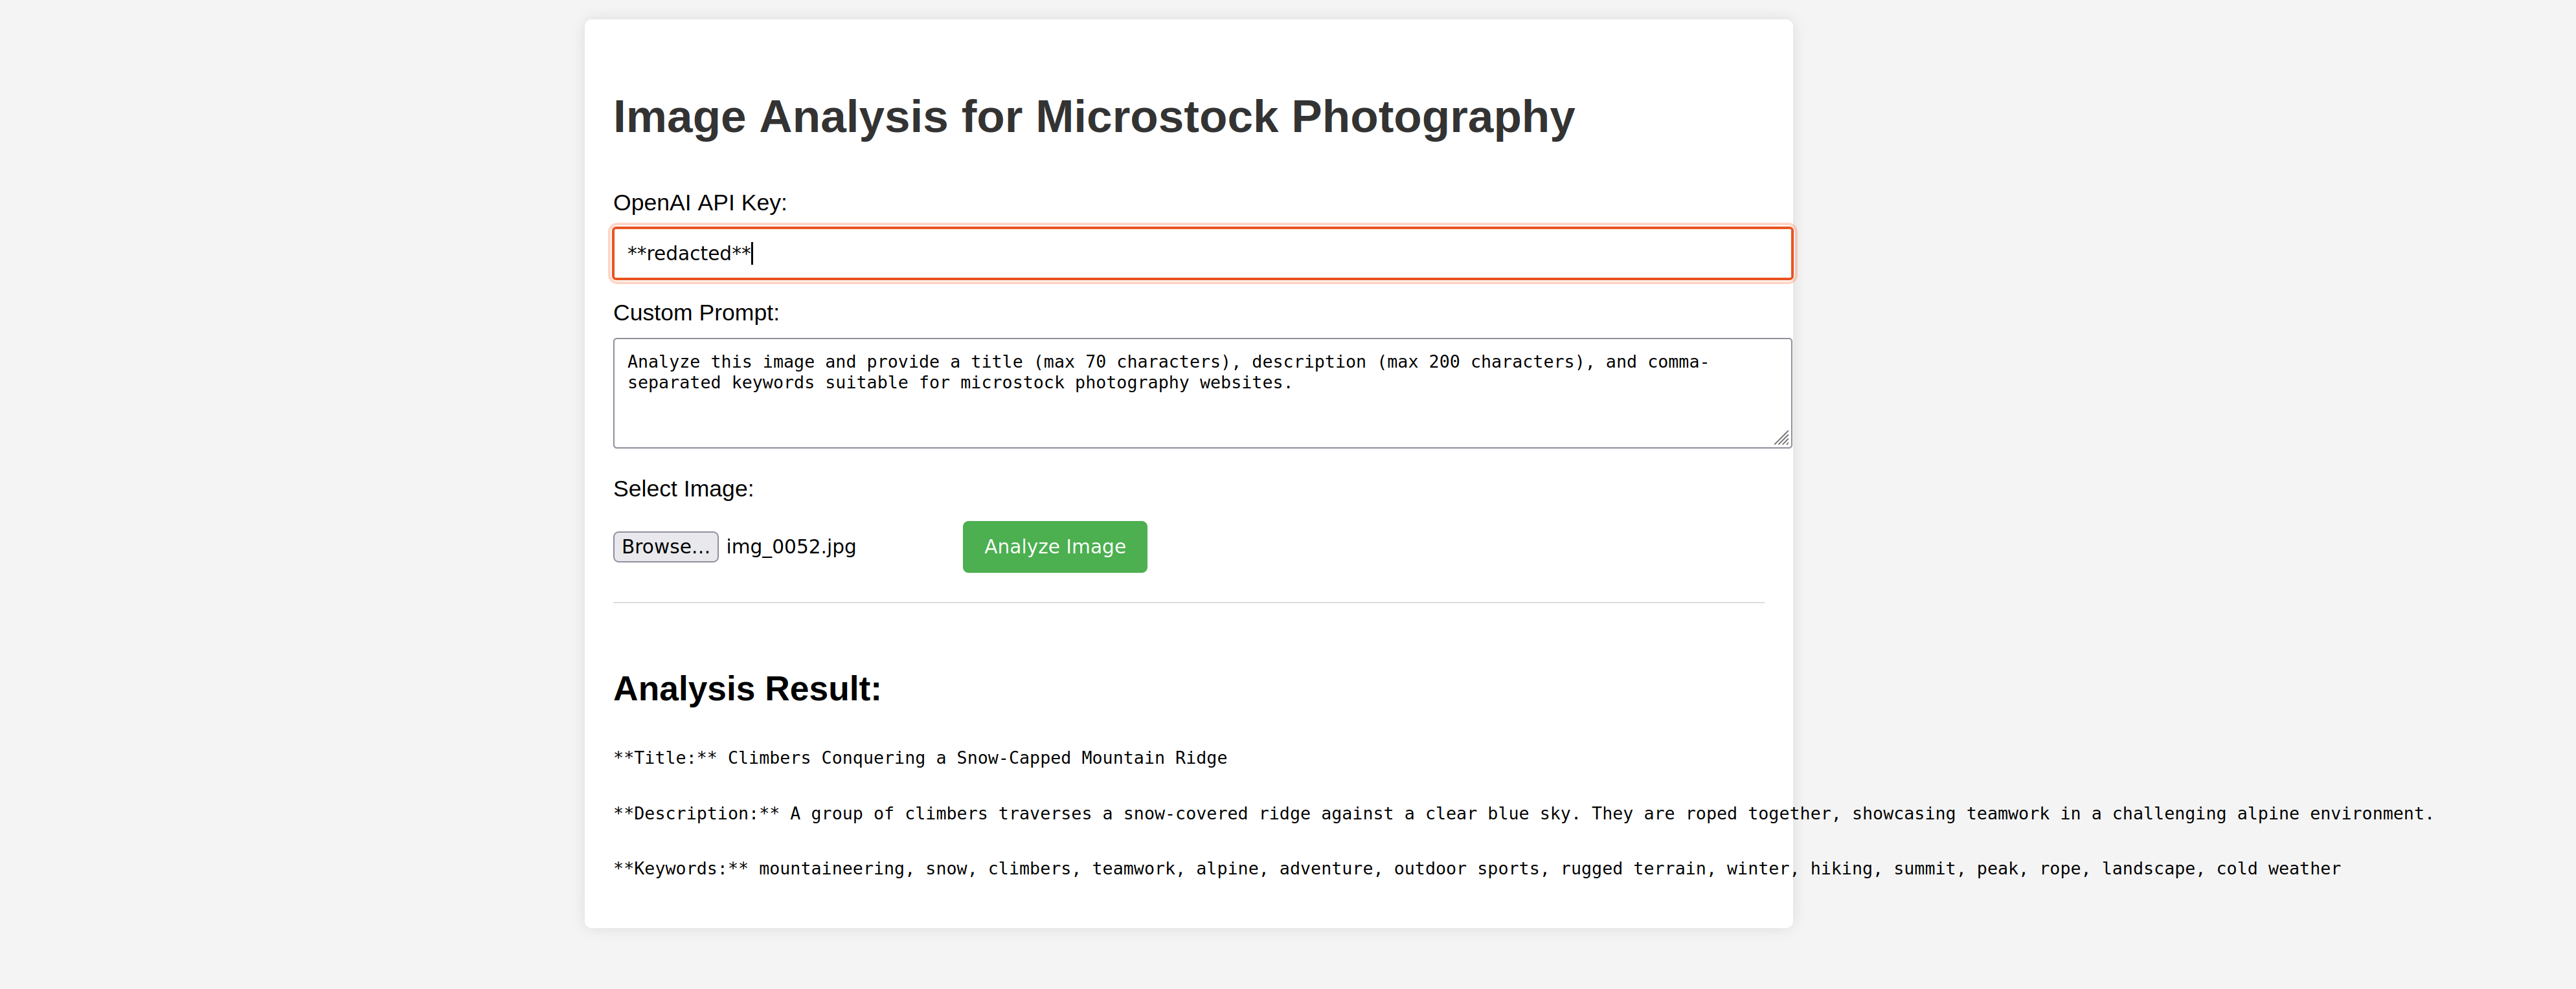 Image Analysis for Microstock Photography
OpenAI API Key:
**redacted**
Custom Prompt:
Analyze this image and provide a title (max 70 characters), description (max 200 characters), and comma-
separated keywords suitable for microstock photography websites.
Select Image:
Browse... img_0052.jpg Analyze Image
Analysis Result:
**Title:** Climbers Conquering a Snow-Capped Mountain Ridge
**Description:** A group of climbers traverses a snow-covered ridge against a clear blue sky. They are roped together, showcasing teamwork in a challenging alpine environment.
**Keywords:** mountaineering, snow, climbers, teamwork, alpine, adventure, outdoor sports, rugged terrain, winter, hiking, summit, peak, rope, landscape, cold weather